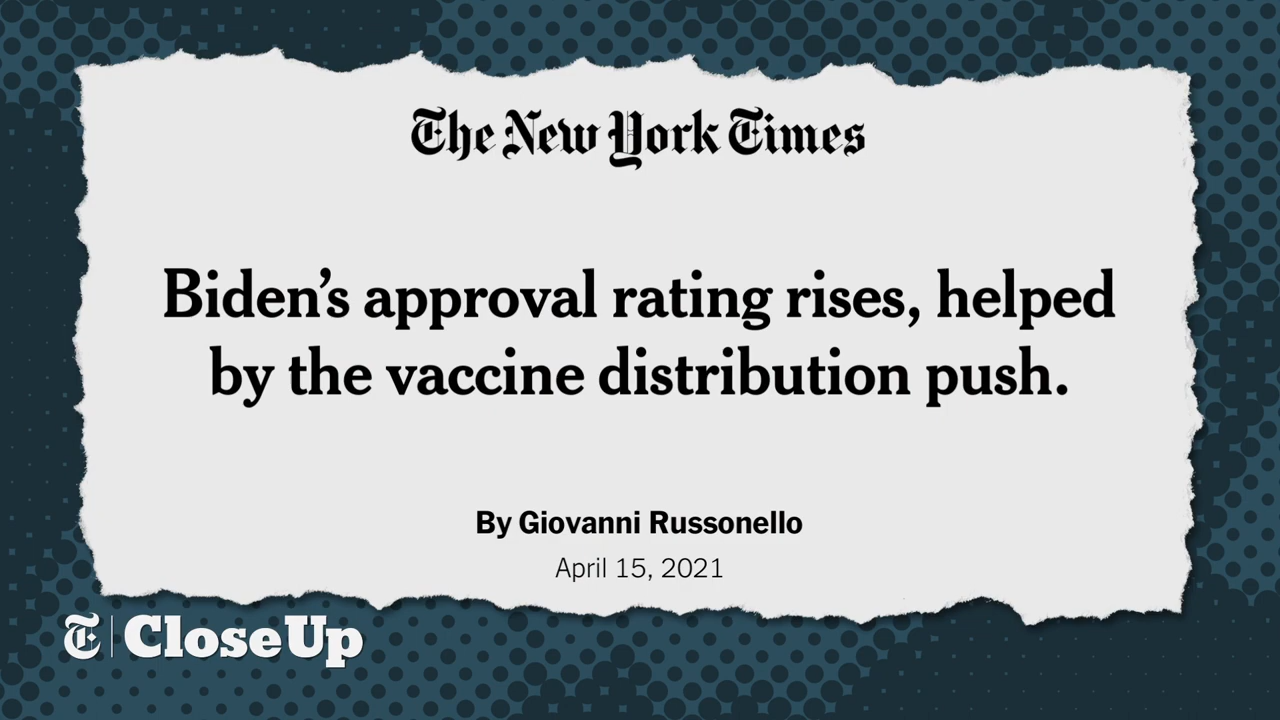 The New York Times
Biden’s approval rating rises, helped
by the vaccine distribution push.
By Giovanni Russonello
April 15, 2021
T CloseUp